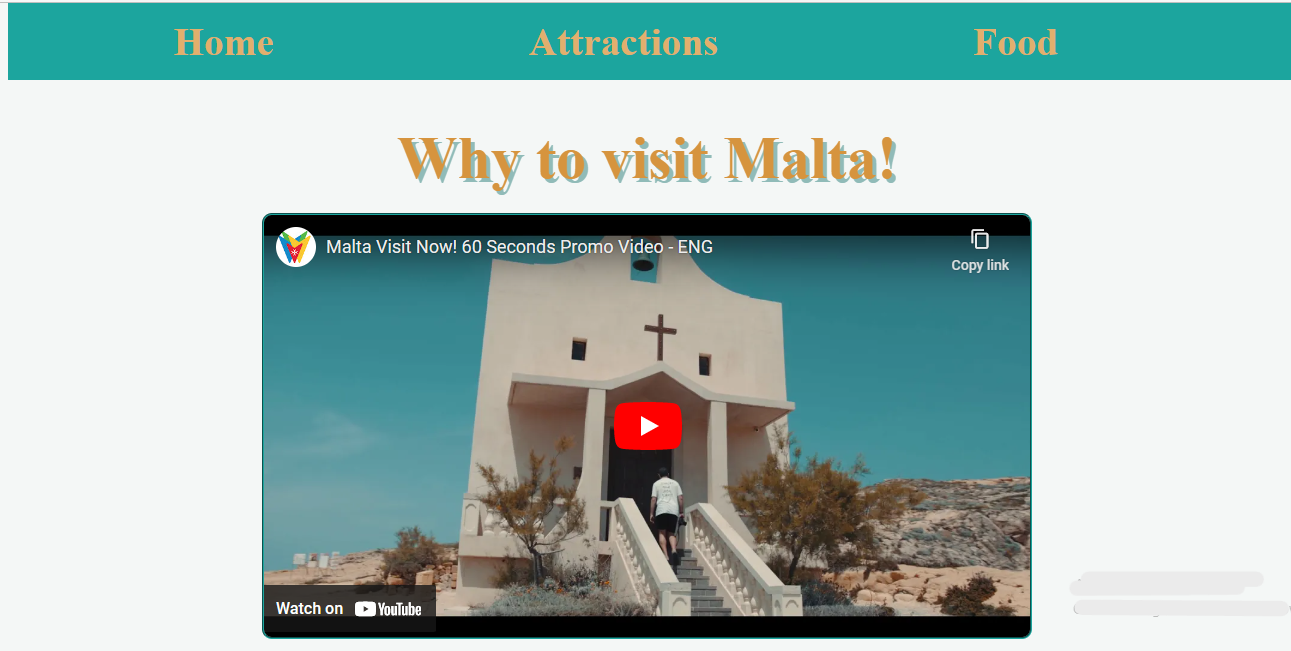 Home Attractions Food
Why to visit Malta!
Malta Visit Now! 60 Seconds Promo Video - ENG
Copy link
Watch on YouTube